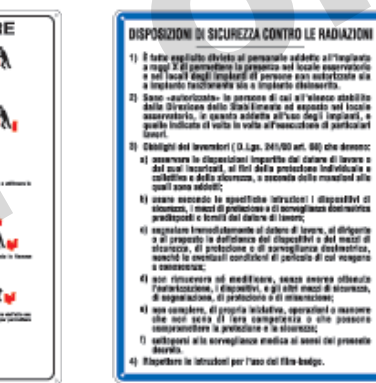 RE
DISPOSIZIONI DI SICUREZZA CONTRO LE RADIAZIONI
1) È fatto esplicito divieto al personale addetto all'impianto
a raggi X di permettere la presenza nel locale osservatorio
e nei locali degli impianti di persone non autorizzate sia
a impianto funzionante sia a impianto disinserito.
2) Sono «autorizzate» le persone di cui all'elenco stabilito
dalla Direzione dello Stabilimento ed esposto nel locale
osservatorio, in quanto addetta all'uso degli impianti, e
quelle indicate di volta in volta all'esecuzione di particolari
lavori.
3) Obblighi dei lavoratori ( D.Lgs. 241/00 art. 68) che devono:
a) osservare le disposizioni impartite dal datore di lavoro o
dai suoi incaricati, ai fini della protezione individuale e
collettiva e della sicurezza, a seconda delle mansioni alle
quali sono addetti;
b) usare secondo le specifiche istruzioni i dispositivi di
sicurezza, i mezzi di protezione e di sorveglianza dosimetrica
predisposti e forniti dal datore di lavoro;
c) segnalare immediatamente al datore di lavoro, al dirigente
o al preposto le deficienze dei dispositivi e dei mezzi di
sicurezza, di protezione e di sorveglianza dosimetrica,
nonché le eventuali condizioni di pericolo di cui vengono
a conoscenza;
d) non rimuovere né modificare, senza averne ottenuto
l'autorizzazione, i dispositivi, e gli altri mezzi di sicurezza,
di segnalazione, di protezione e di misurazione;
e) non compiere, di propria iniziativa, operazioni o manovre
che non sono di loro competenza o che possono
compromettere la protezione e la sicurezza;
f) sottoporsi alla sorveglianza medica ai sensi del presente
decreto.
4) Rispettare le istruzioni per l'uso del film-badge.